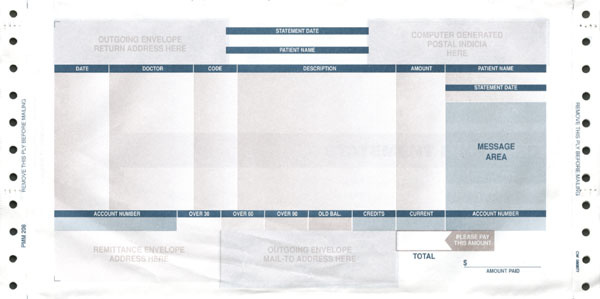 OUTGOING ENVELOPE
RETURN ADDRESS HERE
STATEMENT DATE
PATIENT NAME
COMPUTER GENERATED
POSTAL INDICIA
HERE
DATE DOCTOR CODE DESCRIPTION AMOUNT PATIENT NAME
STATEMENT DATE
MESSAGE
AREA
REMOVE THIS PLY BEFORE MAILING
REMOVE THIS PLY BEFORE MAILING
ACCOUNT NUMBER OVER 30 OVER 60 OVER 90 OLD BAL. CREDITS CURRENT ACCOUNT NUMBER
PMM 208
REMITTANCE ENVELOPE
ADDRESS HERE
OUTGOING ENVELOPE
MAIL-TO ADDRESS HERE
PLEASE PAY
THIS AMOUNT
TOTAL
$
AMOUNT PAID